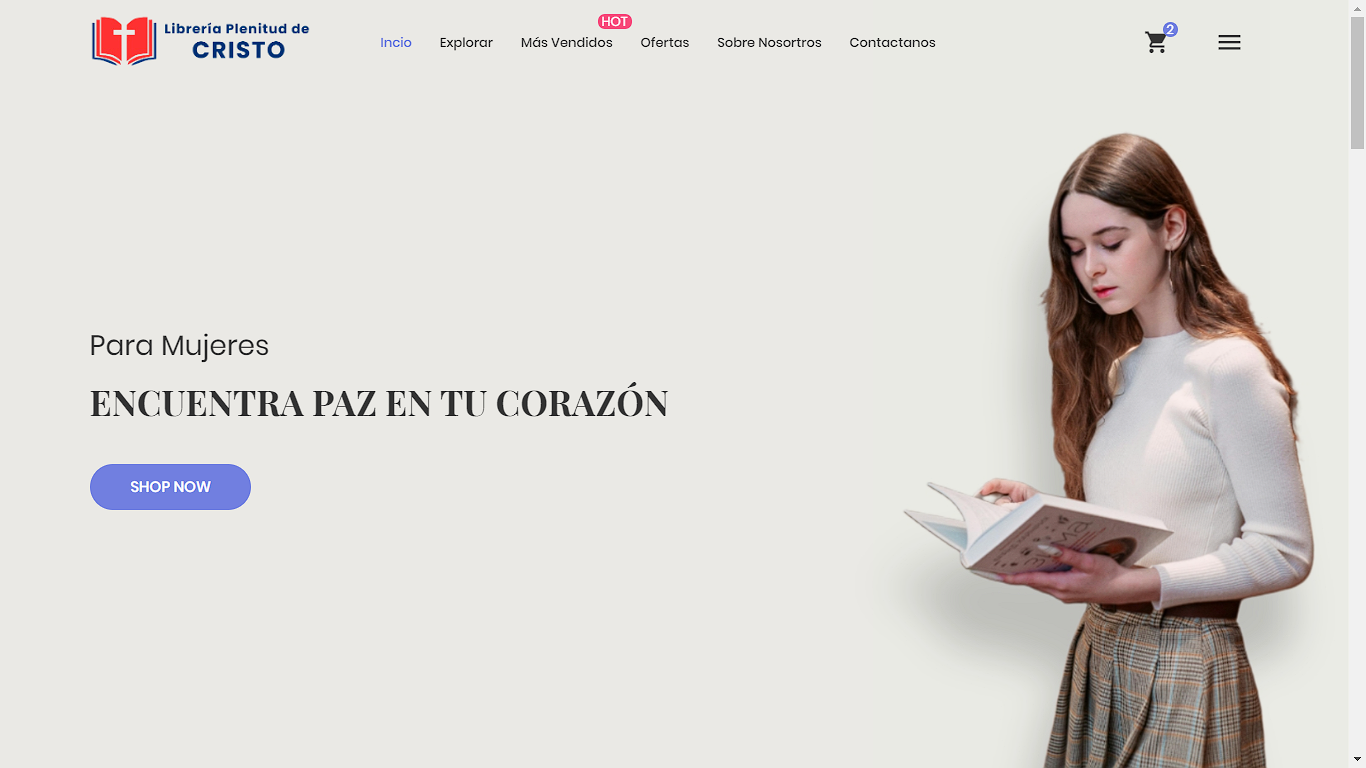 Librería Plenitud de
CRISTO
HOT
Incio
Explorar
Más Vendidos
Ofertas
Sobre Nosortros
Contactanos
2
Para Mujeres
ENCUENTRA PAZ EN TU CORAZÓN
SHOP NOW